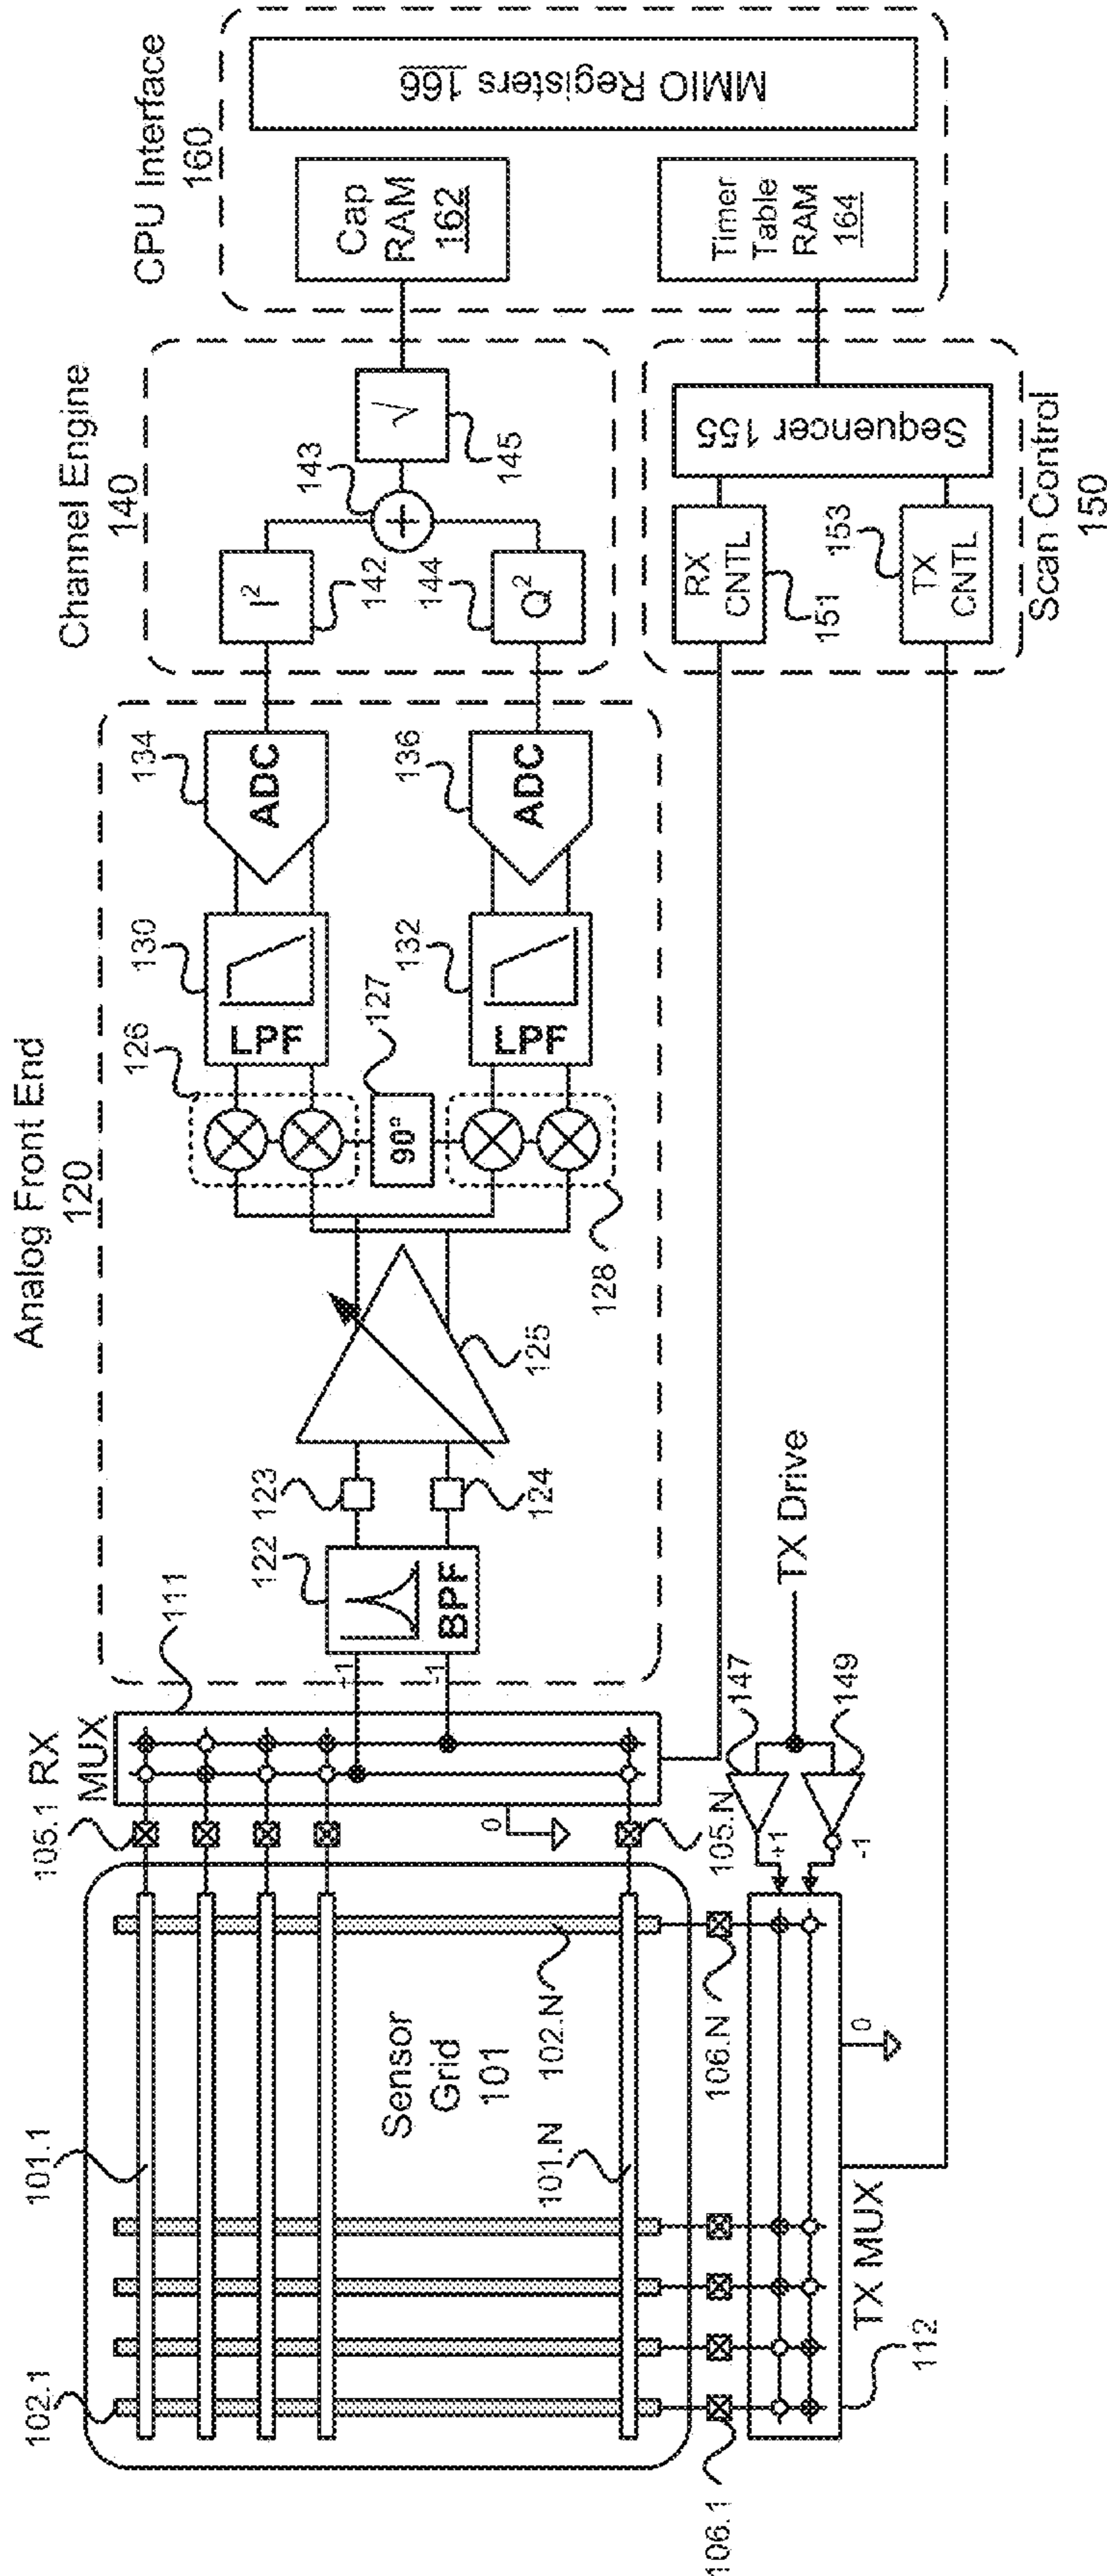 Analog Front End
120
Channel Engine
140
CPU Interface
160
102.1
101.1
Sensor
Grid
101
102.N
101.N
105.1
RX
MUX
111
105.N
0
+1
-1
122
BPF
123
124
125
126
127
128
90°
130
LPF
132
LPF
134
ADC
136
ADC
I²
142
143
144
Q²
√
145
Cap
RAM
162
Timer
Table
RAM
164
MMIO Registers 166
RX
CNTL
151
153
TX
CNTL
Sequencer 155
Scan Control
150
106.1
106.N
112
TX MUX
0
+1
-1
147
149
TX Drive